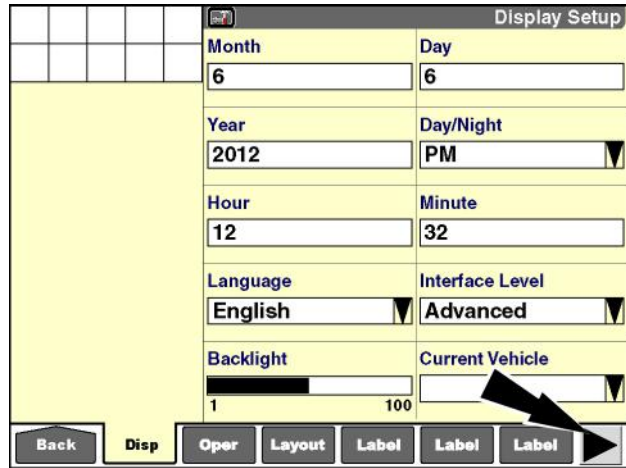 Display Setup
Month
Day
6
6
Year
Day/Night
2012
PM
Hour
Minute
12
32
Language
Interface Level
English
Advanced
Backlight
Current Vehicle
1
100
Back
Disp
Oper
Layout
Label
Label
Label